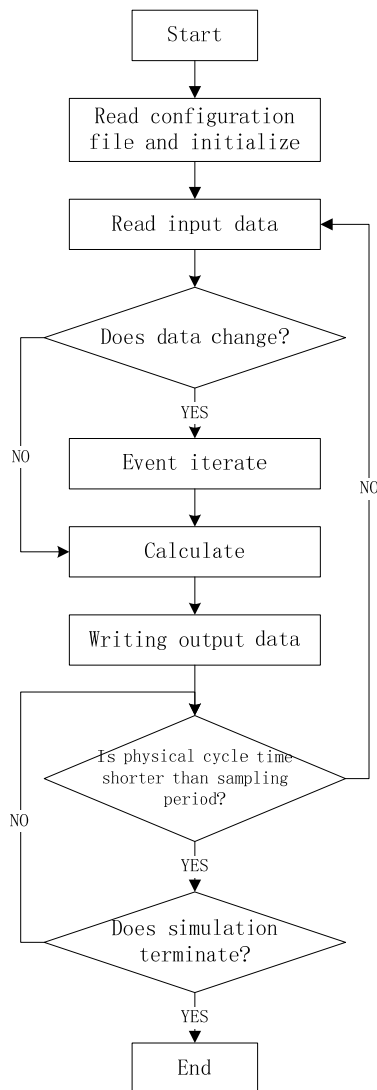 Start
Read configuration
file and initialize
Read input data
Does data change?
YES
NO
Event iterate
NO
Calculate
Writing output data
Is physical cycle time
shorter than sampling
period?
NO
YES
Does simulation
terminate?
YES
End